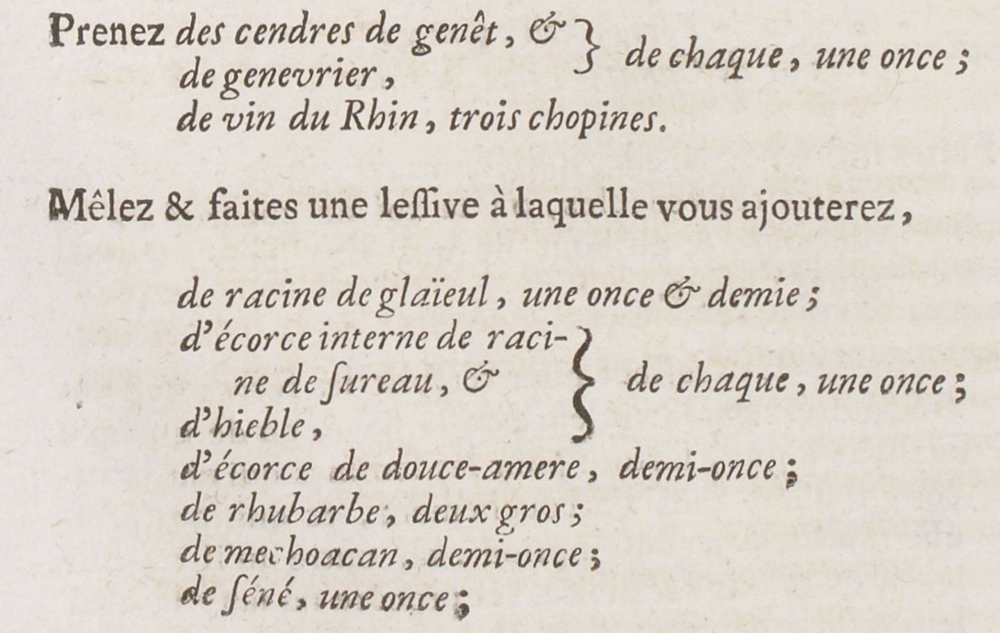 Prenez des cendres de genêt, & } de chaque, une once;
de genevrier,
de vin du Rhin, trois chopines.
Mêlez & faites une leſſive à laquelle vous ajouterez,
de racine de glaïeul, une once & demie;
d'écorce interne de raci-
ne de ſureau, & } de chaque, une once;
d'hieble,
d'écorce de douce-amere, demi-once;
de rhubarbe, deux gros;
de mechoacan, demi-once;
de ſéné, une once;